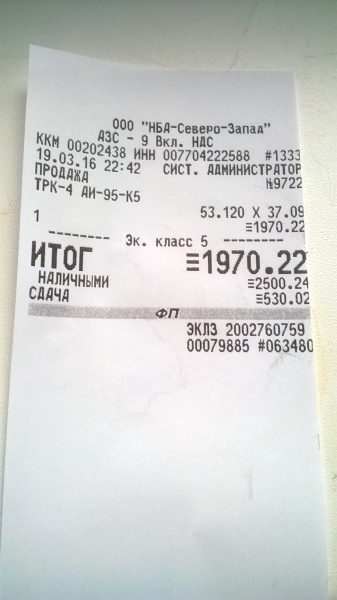 ООО "НБА-Северо-Запад"
АЗС - 9 Вкл. НДС
ККМ 00202438 ИНН 007704222588 #1333
19.03.16 22:42 СИСТ. АДМИНИСТРАТОР
ПРОДАЖА №9722
ТРК-4 АИ-95-К5
1 53.120 X 37.09
≡1970.22
-------- Эк. класс 5 --------
ИТОГ ≡1970.22
НАЛИЧНЫМИ ≡2500.24
СДАЧА ≡530.02
ФП
ЭКЛЗ 2002760759
00079885 #063480